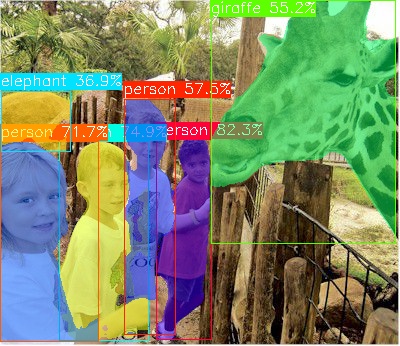 giraffe 55.2%
elephant 36.9%
person 57.5%
person 71.7%
74.9%
person 82.3%